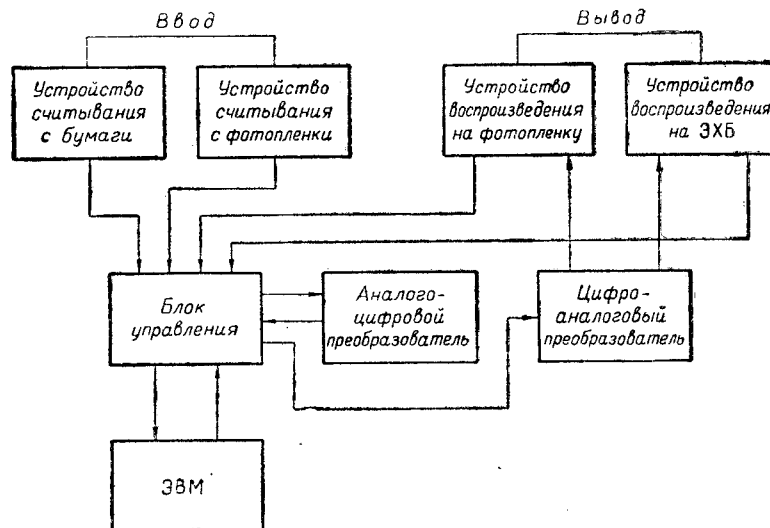 Ввод
Вывод
Устройство
считывания
с бумаги
Устройство
считывания
с фотопленки
Устройство
воспроизведения
на фотопленку
Устройство
воспроизведения
на ЭХБ
Блок
управления
Аналого-
цифровой
преобразователь
Цифро-
аналоговый
преобразователь
ЭВМ